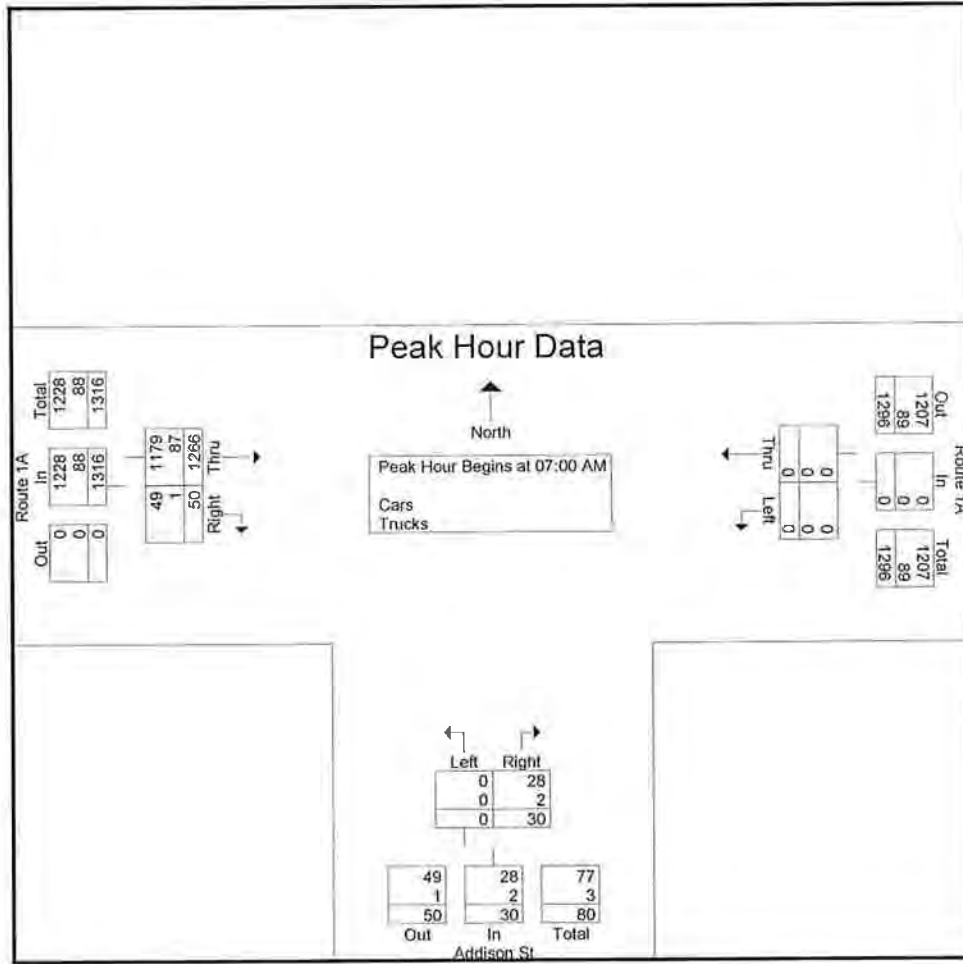 Peak Hour Data
North
Peak Hour Begins at 07:00 AM
Cars
Trucks
Route 1A
Total In Out
1228 1228 0
88 88 0
1316 1316 0
Thru Right
1179 49
87 1
1266 50
Route 1A
Out In Total
1207 0 1207
89 0 89
1296 0 1296
Thru Left
0 0
0 0
0 0
Left Right
0 28
0 2
0 30
49 28 77
1 2 3
50 30 80
Out In Total
Addison St